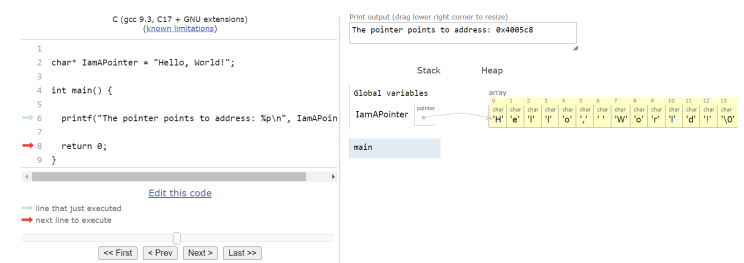 C (gcc 9.3, C17 + GNU extensions)
(known limitations)
1
2 char* IamAPointer = "Hello, World!";
3
4 int main() {
5
6 printf("The pointer points to address: %p\n", IamAPoin
7
8 return 0;
9 }
Edit this code
line that just executed
next line to execute
<< First < Prev Next > Last >>
Print output (drag lower right corner to resize)
The pointer points to address: 0x4005c8
Stack Heap
Global variables
IamAPointer pointer
main
array
0 1 2 3 4 5 6 7 8 9 10 11 12 13
char char char char char char char char char char char char char char
'H' 'e' 'l' 'l' 'o' ',' ' ' 'W' 'o' 'r' 'l' 'd' '!' '\0'